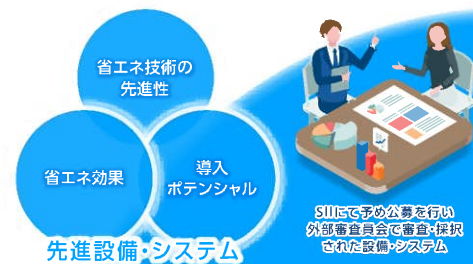 省エネ技術の
先進性
省エネ効果
導入
ポテンシャル
先進設備・システム
SIIにて予め公募を行い
外部審査員会で審査・採択
された設備・システム